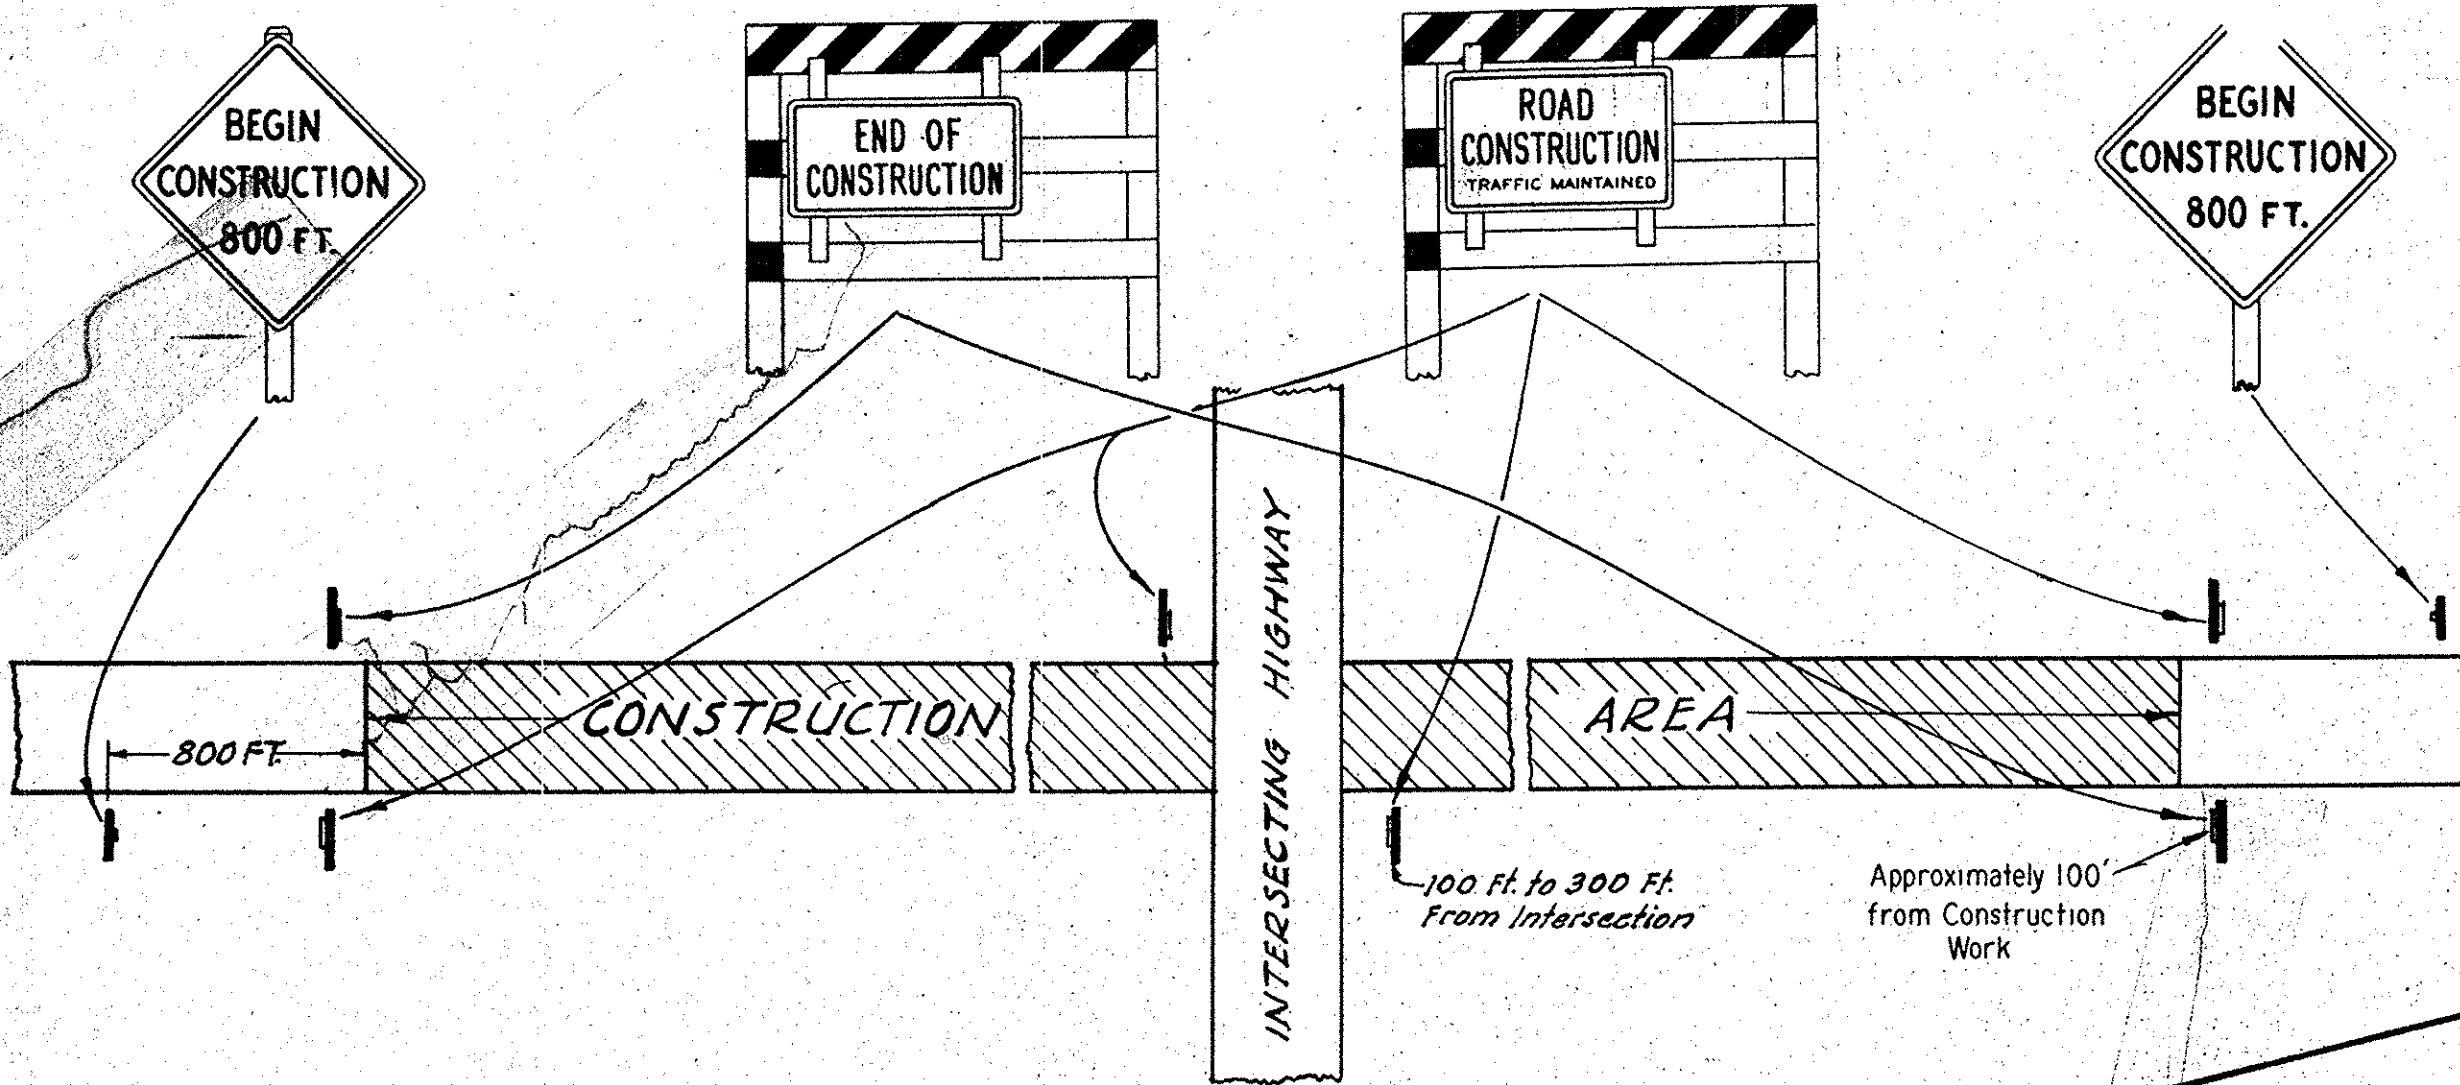 BEGIN
CONSTRUCTION
800 FT.
END OF
CONSTRUCTION
ROAD
CONSTRUCTION
TRAFFIC MAINTAINED
BEGIN
CONSTRUCTION
800 FT.
INTERSECTING HIGHWAY
CONSTRUCTION
AREA
800 FT.
100 Ft. to 300 Ft.
From Intersection
Approximately 100'
from Construction
Work